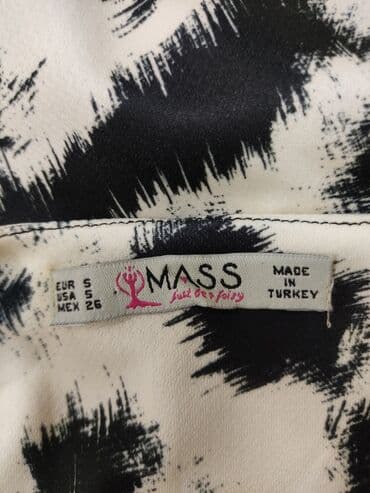 EUR S
USA S
MEX 26
MASS
just be a fairy
MADE
IN
TURKEY